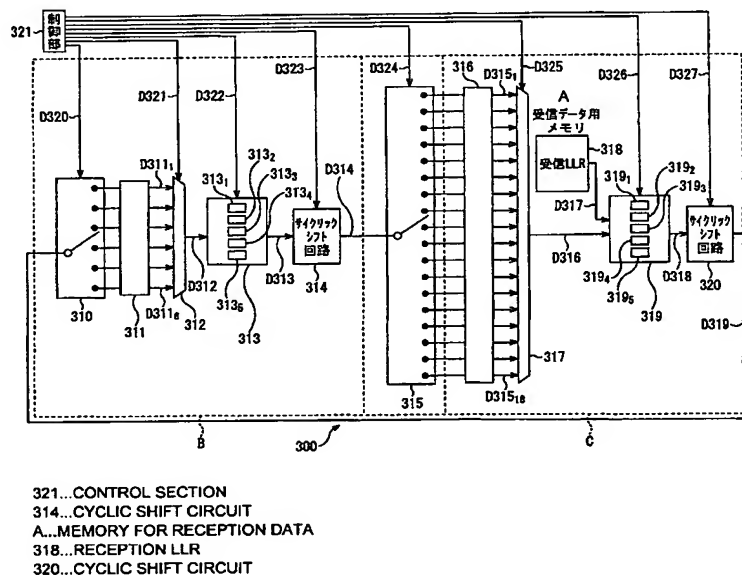 321
制御部
D320
D321
D322
D323
D324
D325
D326
D327
316
D315₁
A
受信データ用
メモリ
318
受信LLR
D317
D311₁
313₁
313₂
313₃
313₄
313₅
D314
319₁
319₂
319₃
319₄
319₅
サイクリック
シフト
回路
サイクリック
シフト
回路
D312
D313
314
D316
D318
320
310
311
D311₆
312
313
319
D319
317
315
D315₁₈
B
300
C
321...CONTROL SECTION
314...CYCLIC SHIFT CIRCUIT
A...MEMORY FOR RECEPTION DATA
318...RECEPTION LLR
320...CYCLIC SHIFT CIRCUIT